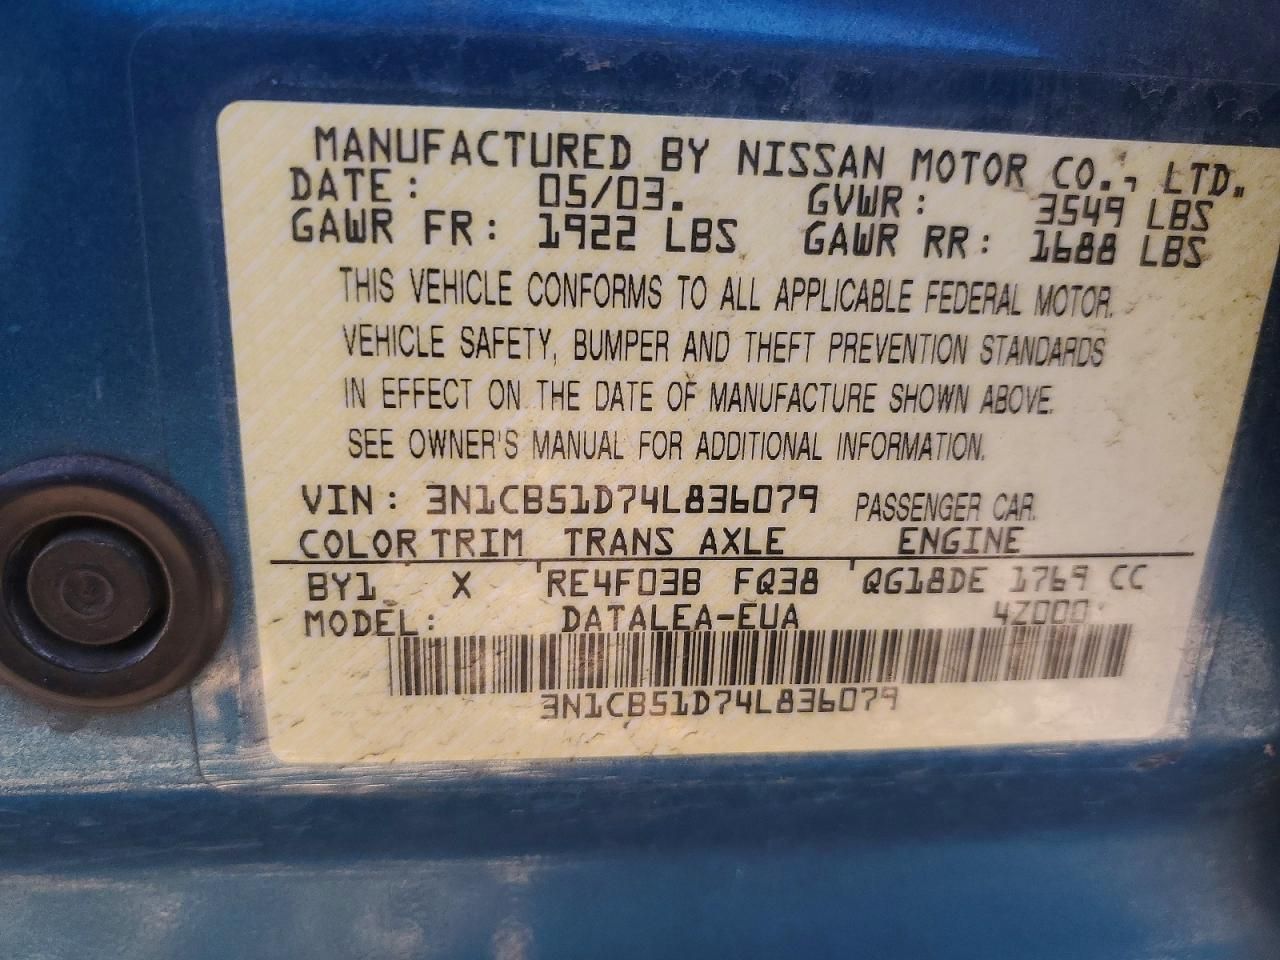 MANUFACTURED BY NISSAN MOTOR CO., LTD.
DATE: 05/03. GVWR: 3549 LBS
GAWR FR: 1922 LBS GAWR RR: 1688 LBS
THIS VEHICLE CONFORMS TO ALL APPLICABLE FEDERAL MOTOR
VEHICLE SAFETY, BUMPER AND THEFT PREVENTION STANDARDS
IN EFFECT ON THE DATE OF MANUFACTURE SHOWN ABOVE.
SEE OWNER'S MANUAL FOR ADDITIONAL INFORMATION.
VIN: 3N1CB51D74L836079 PASSENGER CAR.
COLOR TRIM TRANS AXLE ENGINE
BY1 X RE4F03B FQ38 QG18DE 1769 CC
MODEL: DATALEA-EUA 4Z000
3N1CB51D74L836079